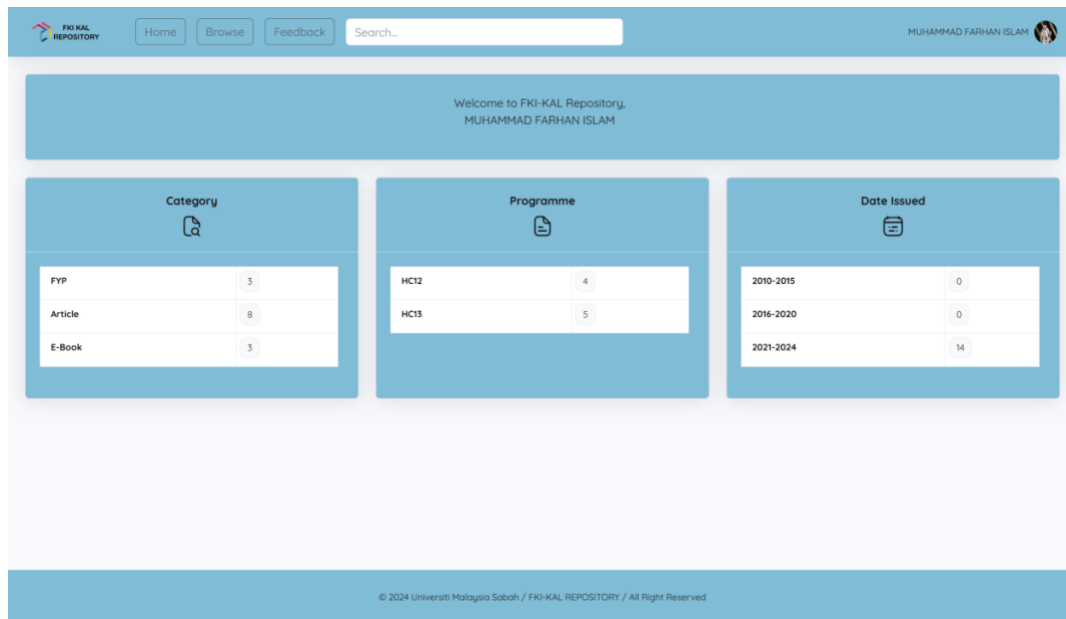 FKI KAL
REPOSITORY
Home
Browse
Feedback
Search...
MUHAMMAD FARHAN ISLAM
Welcome to FKI-KAL Repository,
MUHAMMAD FARHAN ISLAM
Category
FYP 3
Article 8
E-Book 3
Programme
HC12 4
HC13 5
Date Issued
2010-2015 0
2016-2020 0
2021-2024 14
© 2024 Universiti Malaysia Sabah / FKI-KAL REPOSITORY / All Right Reserved